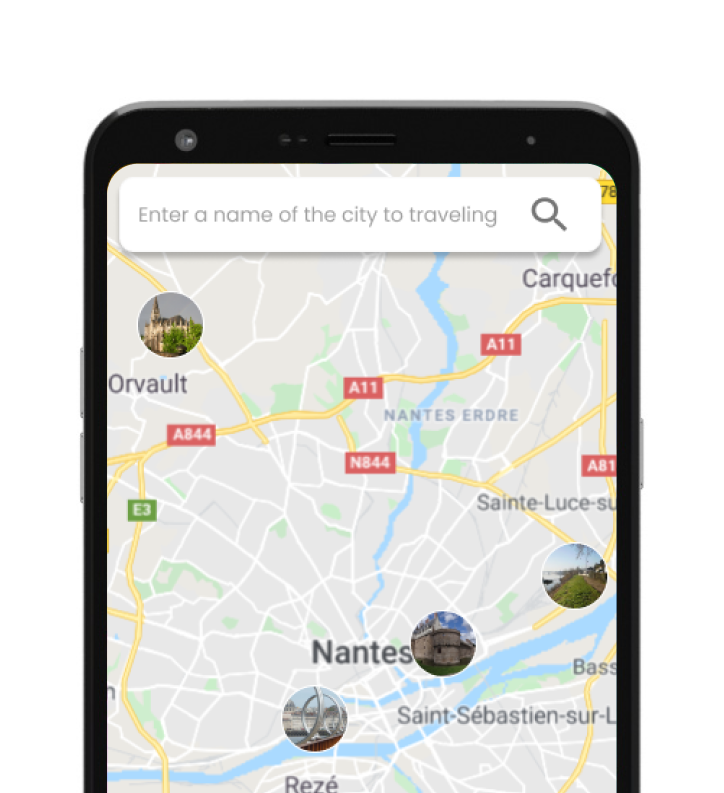 78
Enter a name of the city to traveling
Carquefo
A11
Orvault
A11
NANTES ERDRE
A844
N844
A81
Sainte-Luce-su
E3
Nantes
Bass
n
Saint-Sébastien-sur-L
Rezé